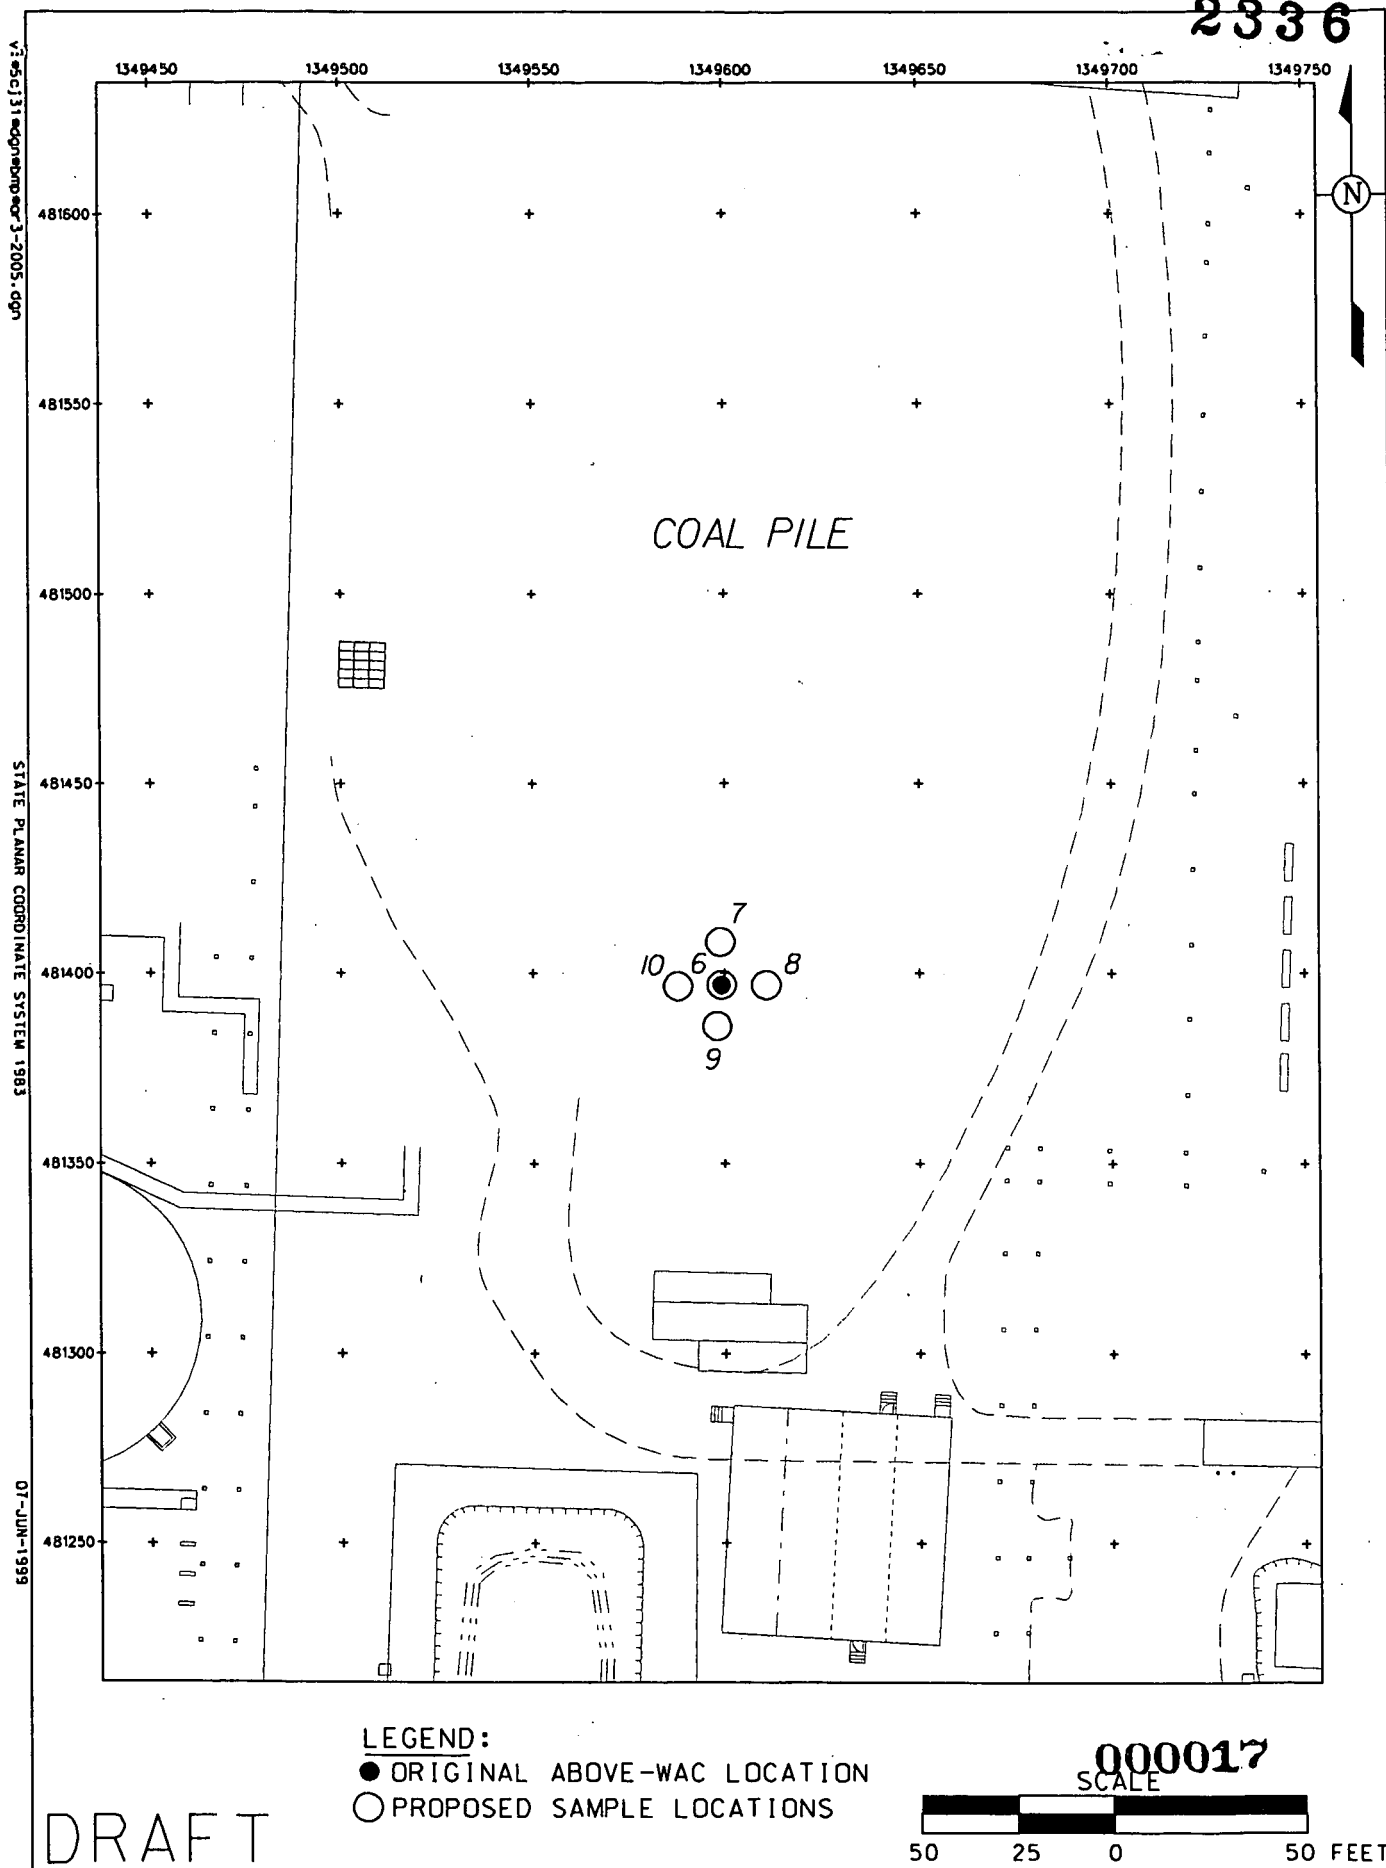 2336
1349450 1349500 1349550 1349600 1349650 1349700 1349750
N
481600
481550
COAL PILE
481500
481450
7
10 6 8
481400
9
481350
481300
481250
STATE PLANAR COORDINATE SYSTEM 1983
07-JUN-1999
LEGEND:
ORIGINAL ABOVE-WAC LOCATION
PROPOSED SAMPLE LOCATIONS
000017
SCALE
50 25 0 50 FEET
DRAFT